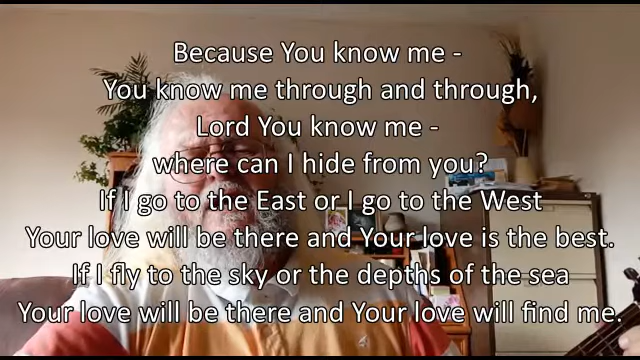 Because You know me -
You know me through and through,
Lord You know me -
where can I hide from you?
If I go to the East or I go to the West
Your love will be there and Your love is the best.
If I fly to the sky or the depths of the sea
Your love will be there and Your love will find me.